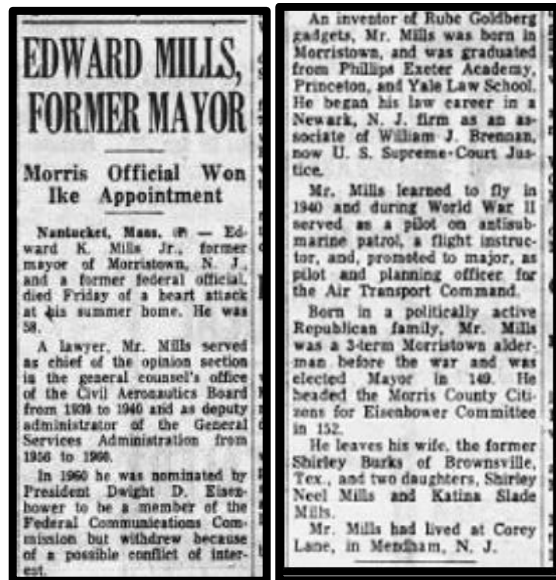 EDWARD MILLS,
FORMER MAYOR
Morris Official Won
Ike Appointment
Nantucket, Mass. (P) — Ed-
ward K. Mills Jr., former
mayor of Morristown, N. J.,
and a former federal official,
died Friday of a heart attack
at his summer home. He was
58.
A lawyer, Mr. Mills served
as chief of the opinion section
in the general counsel's office
of the Civil Aeronautics Board
from 1939 to 1940 and as deputy
administrator of the General
Services Administration from
1956 to 1960.
In 1960 he was nominated by
President Dwight D. Eisen-
hower to be a member of the
Federal Communications Com-
mission but withdrew because
of a possible conflict of inter-
est.
An inventor of Rube Goldberg
gadgets, Mr. Mills was born in
Morristown, and was graduated
from Phillips Exeter Academy,
Princeton, and Yale Law School.
He began his law career in a
Newark, N. J. firm as an as-
sociate of William J. Brennan,
now U. S. Supreme Court Jus-
tice.
Mr. Mills learned to fly in
1940 and during World War II
served as a pilot on antisub-
marine patrol, a flight instruc-
tor, and, promoted to major, as
pilot and planning officer for
the Air Transport Command.
Born in a politically active
Republican family, Mr. Mills
was a 3-term Morristown alder-
man before the war and was
elected Mayor in 149. He
headed the Morris County Citi-
zens for Eisenhower Committee
in 152.
He leaves his wife, the former
Shirley Burks of Brownsville,
Tex., and two daughters, Shirley
Neel Mills and Katina Slade
Mills.
Mr. Mills had lived at Corey
Lane, in Mendham, N. J.